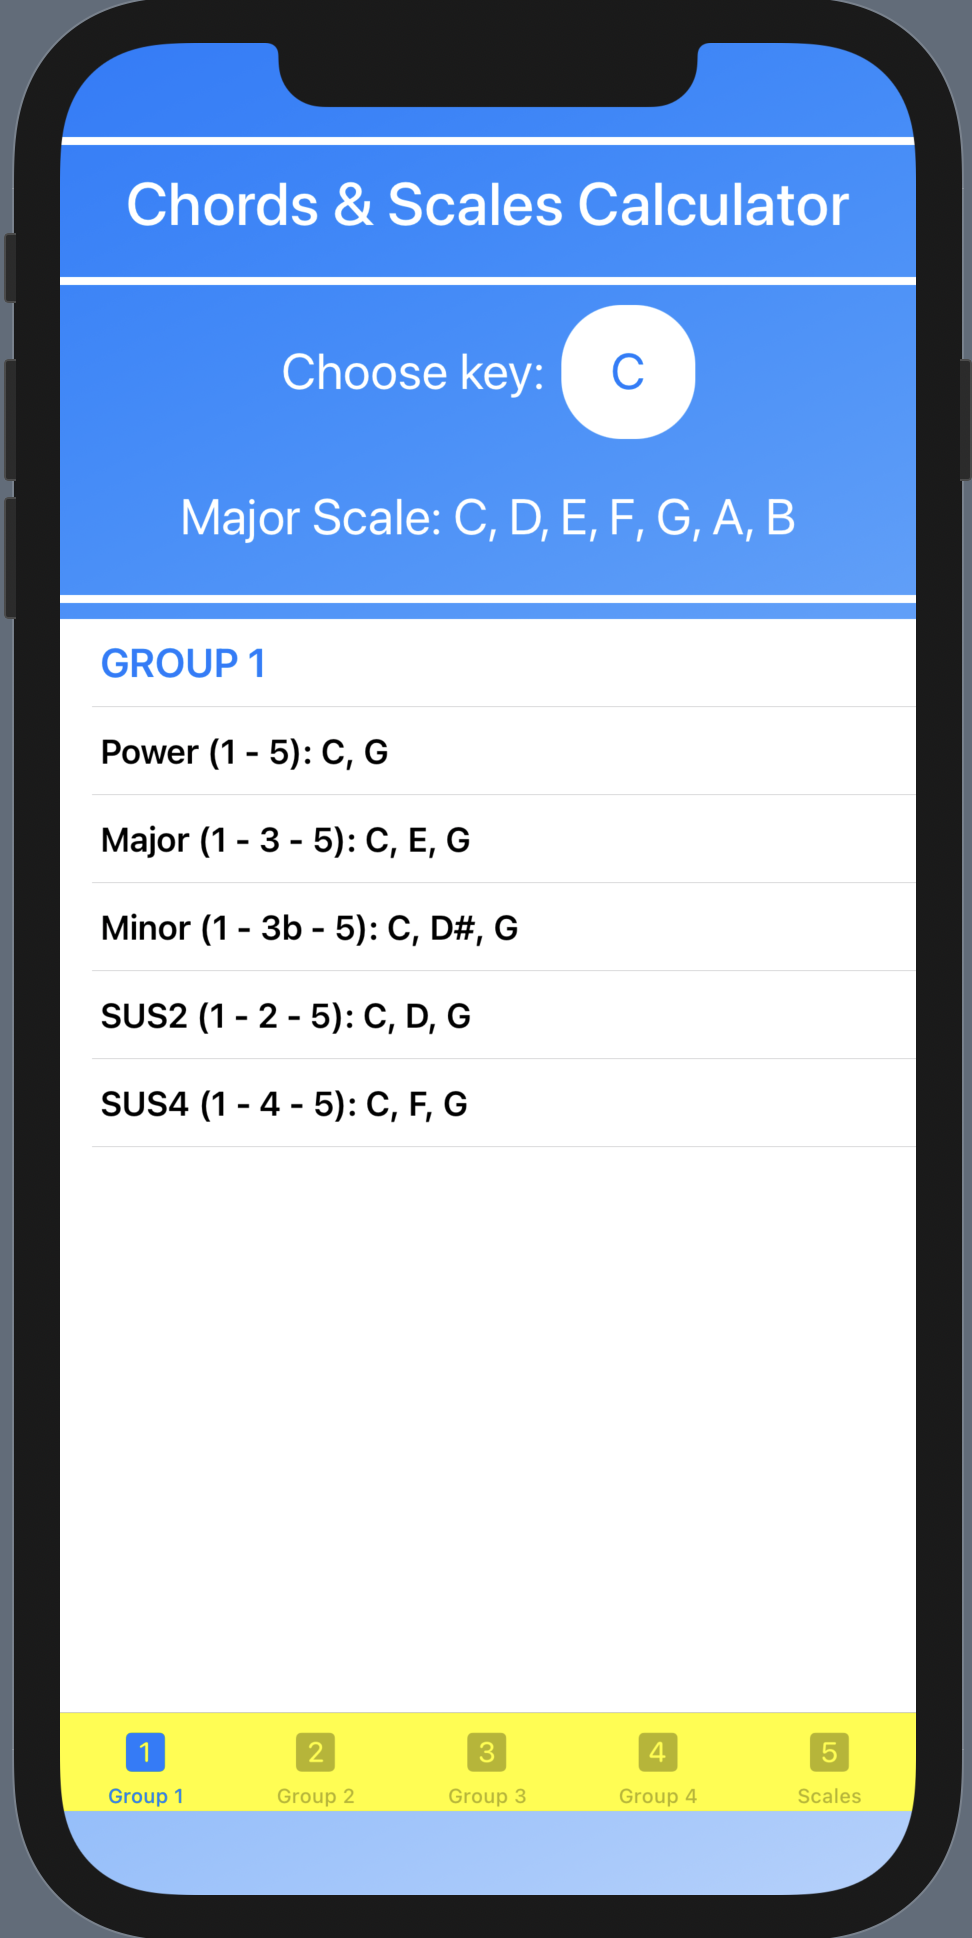 Chords & Scales Calculator
Choose key: C
Major Scale: C, D, E, F, G, A, B
GROUP 1
Power (1 - 5): C, G
Major (1 - 3 - 5): C, E, G
Minor (1 - 3b - 5): C, D#, G
SUS2 (1 - 2 - 5): C, D, G
SUS4 (1 - 4 - 5): C, F, G
1 2 3 4 5
Group 1 Group 2 Group 3 Group 4 Scales